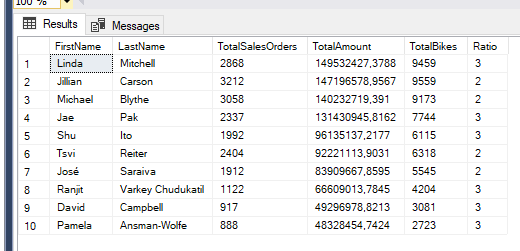 100 %
Results Messages
FirstName LastName TotalSalesOrders TotalAmount TotalBikes Ratio
1 Linda Mitchell 2868 149532427,3788 9459 3
2 Jillian Carson 3212 147196578,9567 9559 2
3 Michael Blythe 3058 140232719,391 9173 2
4 Jae Pak 2337 131430945,8162 7744 3
5 Shu Ito 1992 96135137,2177 6115 3
6 Tsvi Reiter 2404 92221113,9031 6318 2
7 José Saraiva 1912 83909667,8595 5545 2
8 Ranjit Varkey Chudukatil 1122 66609013,7845 4204 3
9 David Campbell 917 49296978,8213 3081 3
10 Pamela Ansman-Wolfe 888 48328454,7424 2723 3